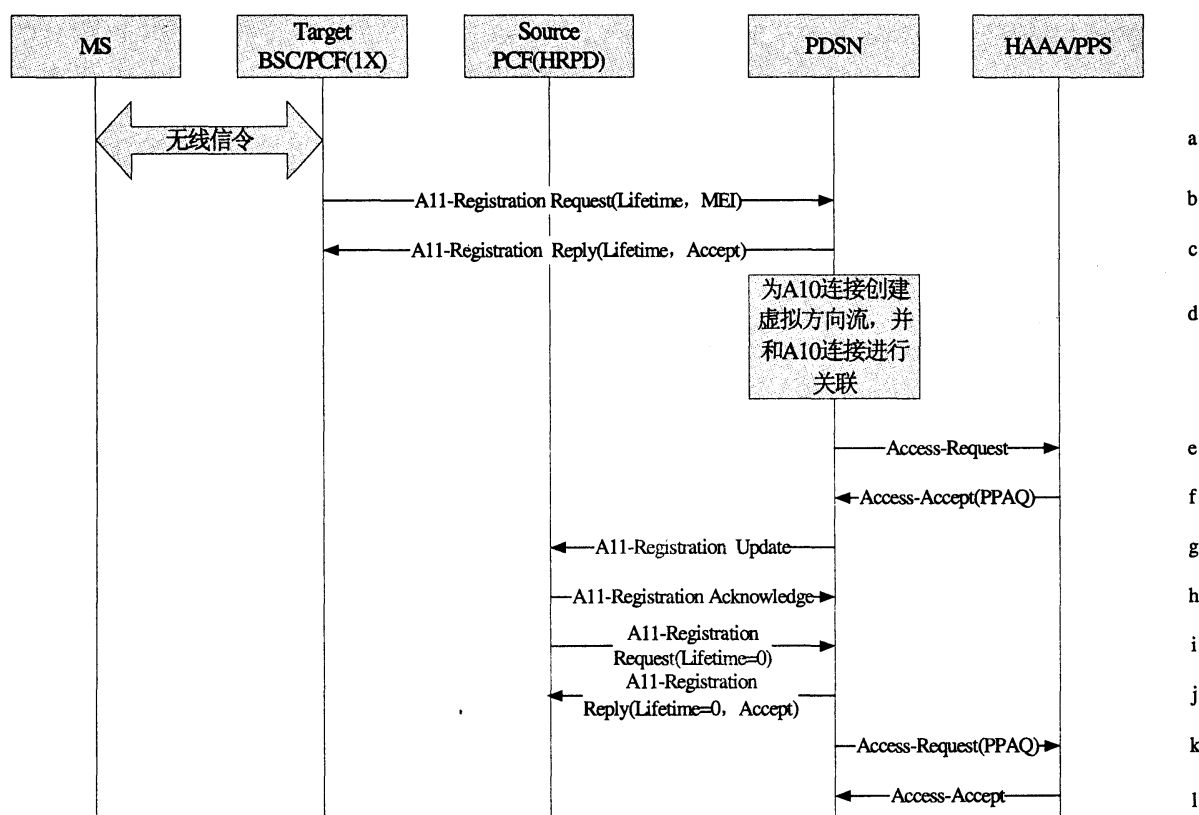 MS
Target
BSC/PCF(1X)
Source
PCF(HRPD)
PDSN
HAAA/PPS
无线信令
a
A11-Registration Request(Lifetime，MEI)
b
A11-Registration Reply(Lifetime，Accept)
c
为A10连接创建
虚拟方向流，并
和A10连接进行
关联
d
Access-Request
e
Access-Accept(PPAQ)
f
A11-Registration Update
g
A11-Registration Acknowledge
h
A11-Registration
Request(Lifetime=0)
i
A11-Registration
Reply(Lifetime=0，Accept)
j
Access-Request(PPAQ)
k
Access-Accept
l